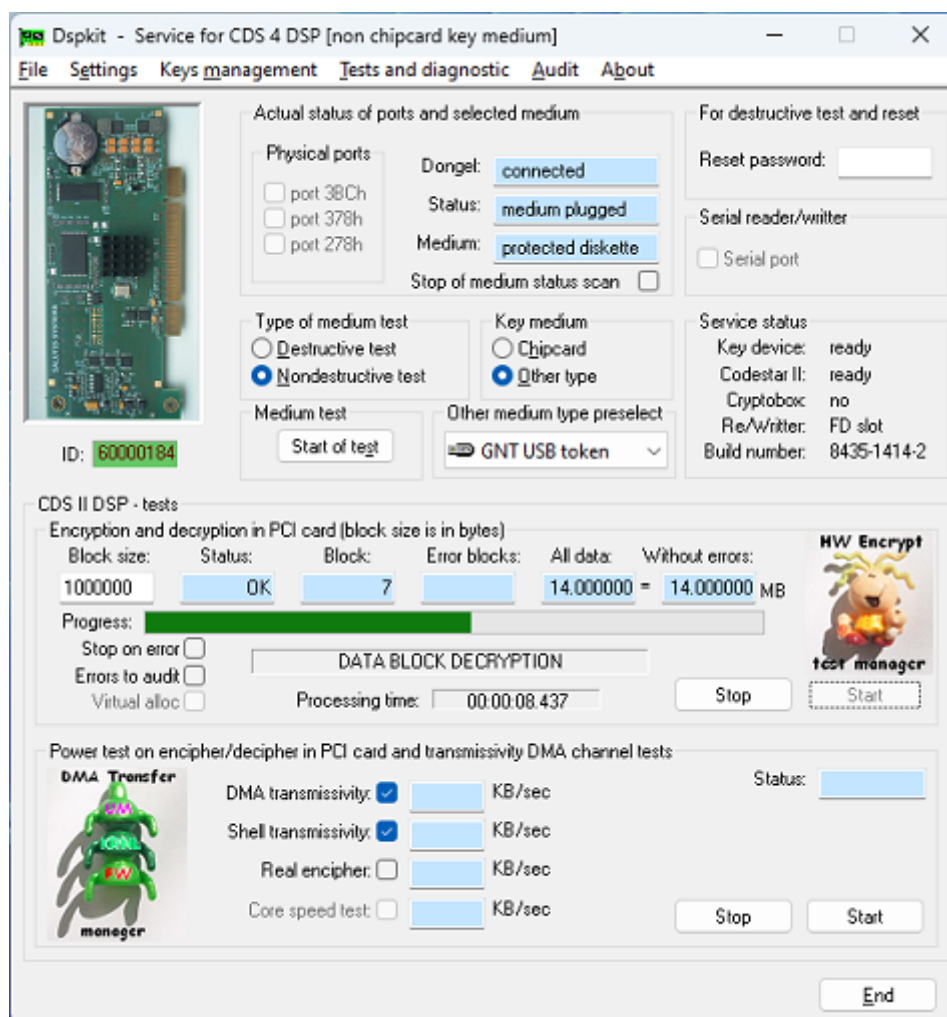 Dspkit - Service for CDS 4 DSP [non chipcard key medium]
File Settings Keys management Tests and diagnostic Audit About
Actual status of ports and selected medium
Physical ports
port 3BCh
port 378h
port 278h
Dongel: connected
Status: medium plugged
Medium: protected diskette
Stop of medium status scan
For destructive test and reset
Reset password:
Serial reader/writter
Serial port
Type of medium test
Destructive test
Nondestructive test
Key medium
Chipcard
Other type
Service status
Key device: ready
Codestar II: ready
Cryptobox: no
Re/Writter: FD slot
Build number: 8435-1414-2
Medium test
Start of test
Other medium type preselect
GNT USB token
ID: 60000184
CDS II DSP - tests
Encryption and decryption in PCI card (block size is in bytes)
Block size: Status: Block: Error blocks: All data: Without errors:
1000000 OK 7 14.000000 = 14.000000 MB
Progress:
Stop on error
Errors to audit
Virtual alloc
DATA BLOCK DECRYPTION
Processing time: 00:00:08.437
HW Encrypt
test manager
Stop Start
Power test on encipher/decipher in PCI card and transmissivity DMA channel tests
DMA Transfer
KRNL
FW
manager
DMA transmissivity: KB/sec
Shell transmissivity: KB/sec
Real encipher: KB/sec
Core speed test: KB/sec
Status:
Stop Start
End